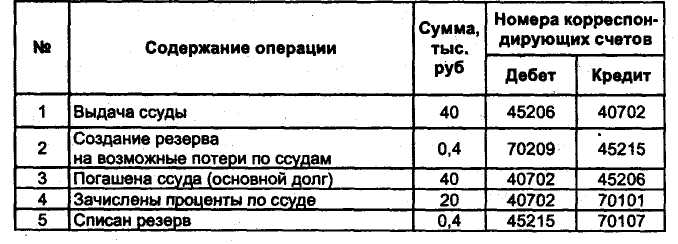 № Содержание операции Сумма, тыс. руб Номера корреспон- дирующих счетов
Дебет Кредит
1 Выдача ссуды 40 45206 40702
2 Создание резерва на возможные потери по ссудам 0,4 70209 45215
3 Погашена ссуда (основной долг) 40 40702 45206
4 Зачислены проценты по ссуде 20 40702 70101
5 Списан резерв 0,4 45215 70107